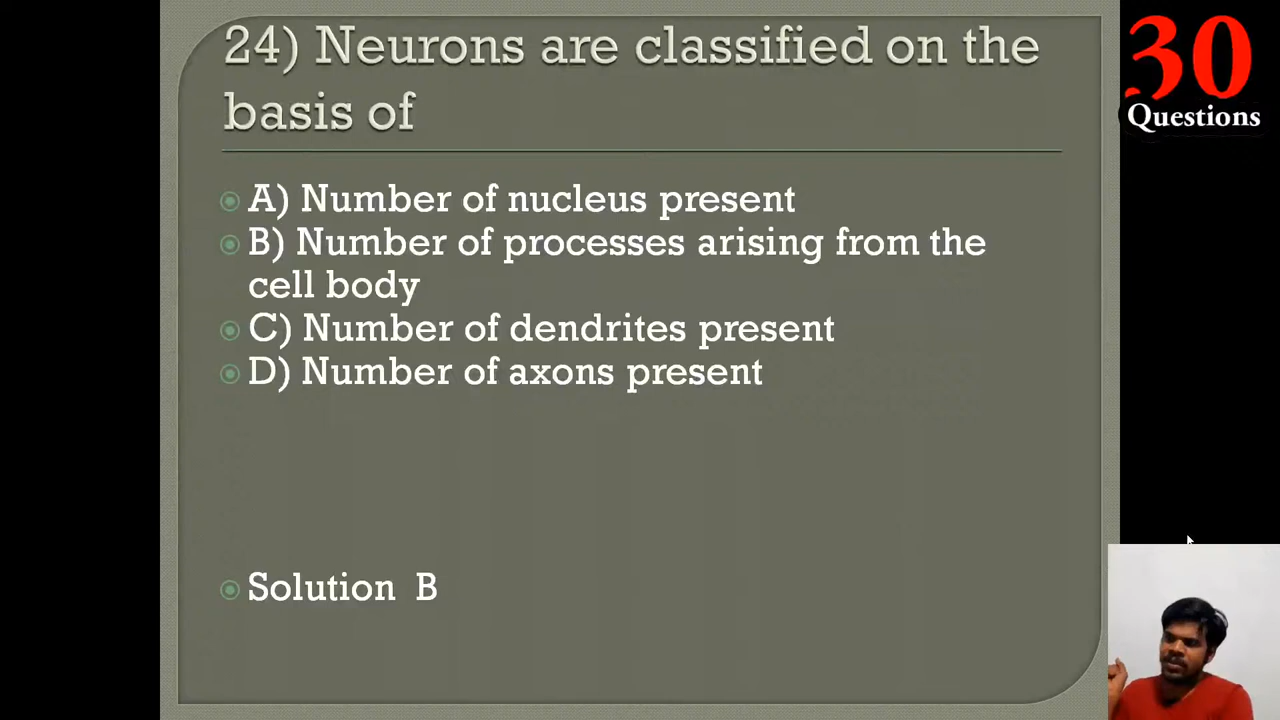 24) Neurons are classified on the
basis of
30
Questions
A) Number of nucleus present
B) Number of processes arising from the
cell body
C) Number of dendrites present
D) Number of axons present
Solution B